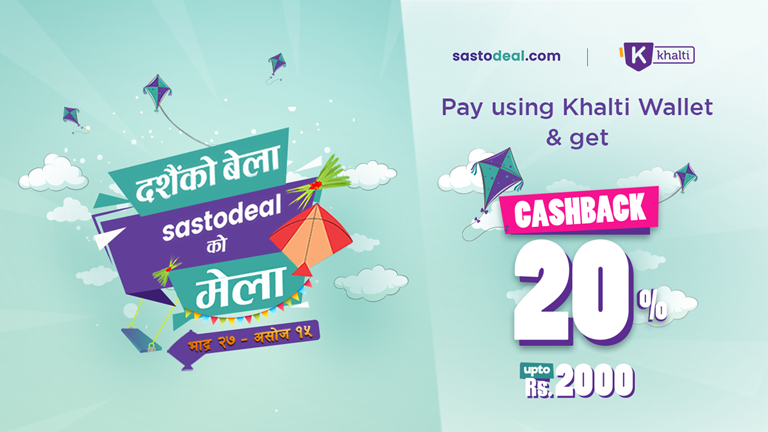 दशैंको बेला
sastodeal
को
मेला
भाद्र २७ - असोज १५
sastodeal.com
K khalti
Pay using Khalti Wallet
& get
CASHBACK
20%
upto
Rs. 2000